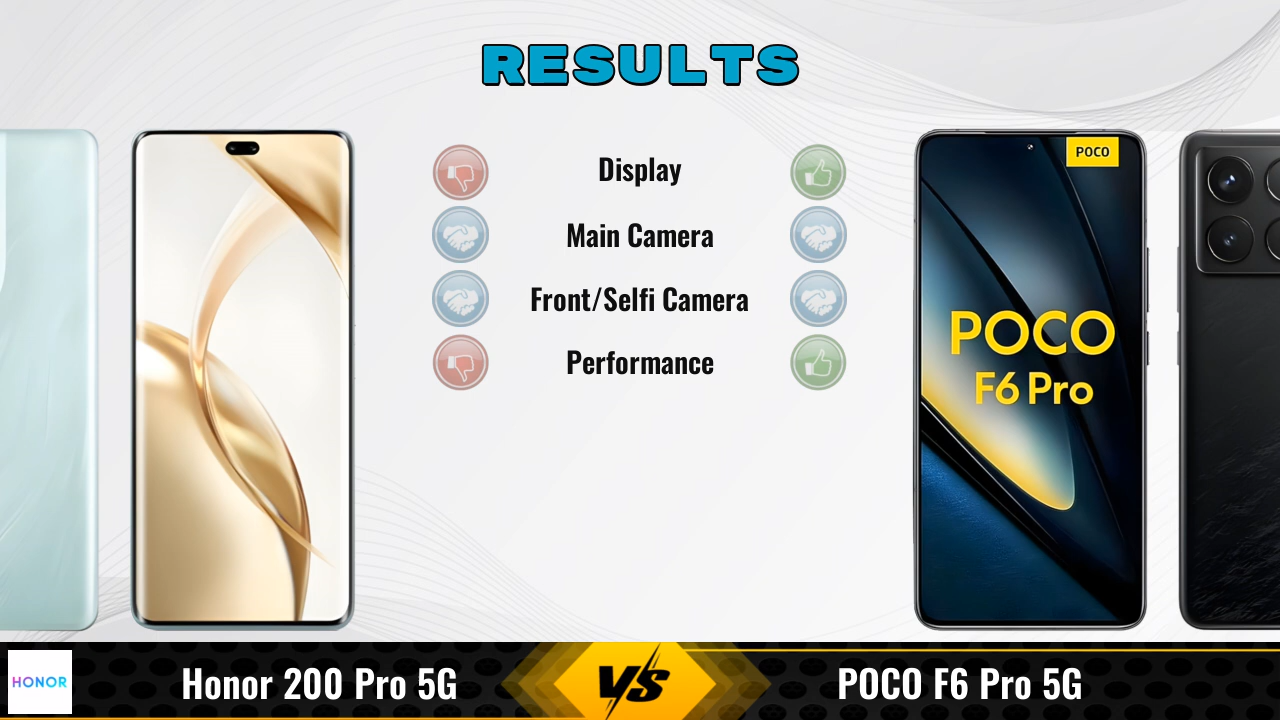 RESULTS
Display
Main Camera
Front/Selfi Camera
Performance
POCO
POCO
F6 Pro
HONOR
Honor 200 Pro 5G
VS
POCO F6 Pro 5G